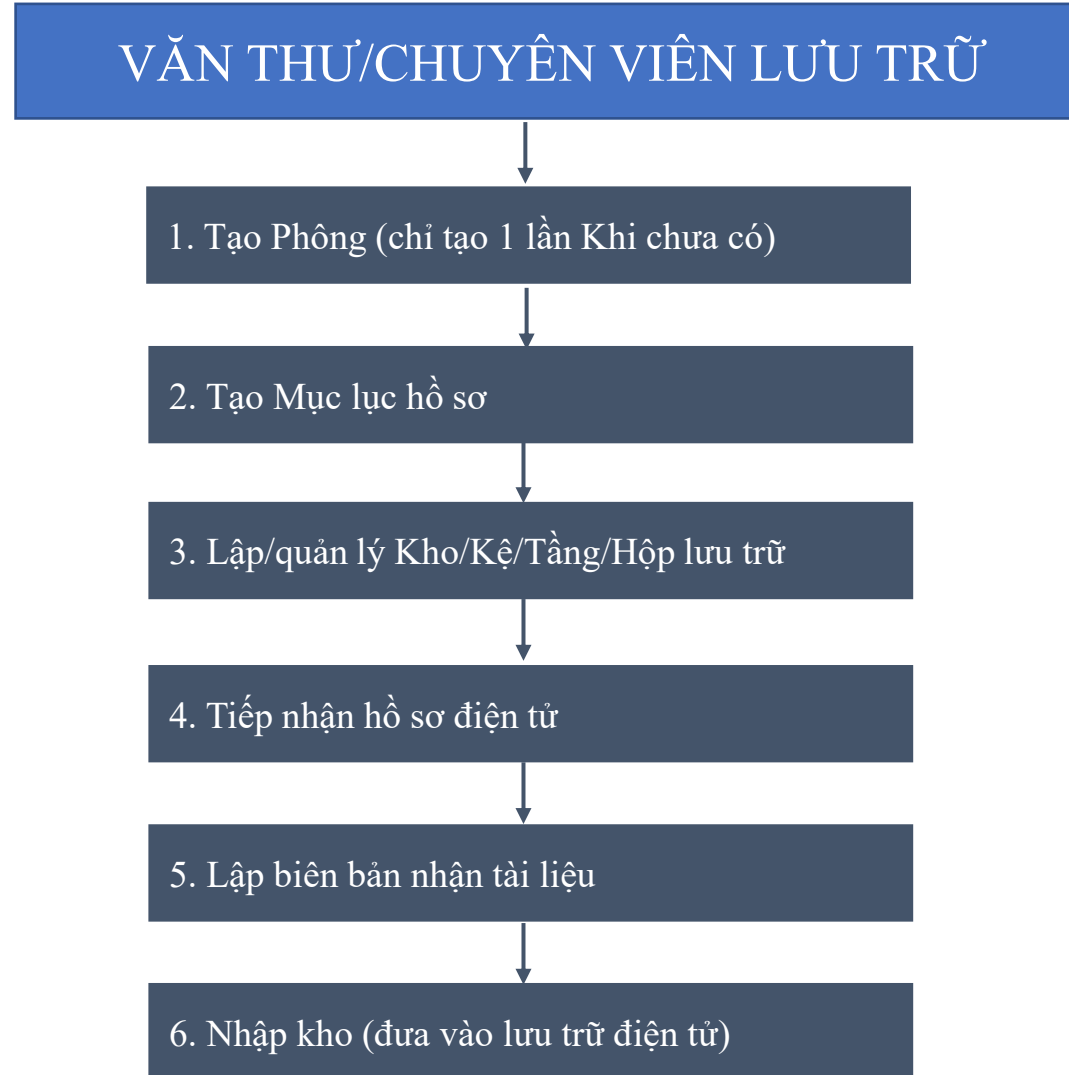 VĂN THƯ/CHUYÊN VIÊN LƯU TRỮ
1. Tạo Phông (chỉ tạo 1 lần Khi chưa có)
2. Tạo Mục lục hồ sơ
3. Lập/quản lý Kho/Kệ/Tầng/Hộp lưu trữ
4. Tiếp nhận hồ sơ điện tử
5. Lập biên bản nhận tài liệu
6. Nhập kho (đưa vào lưu trữ điện tử)